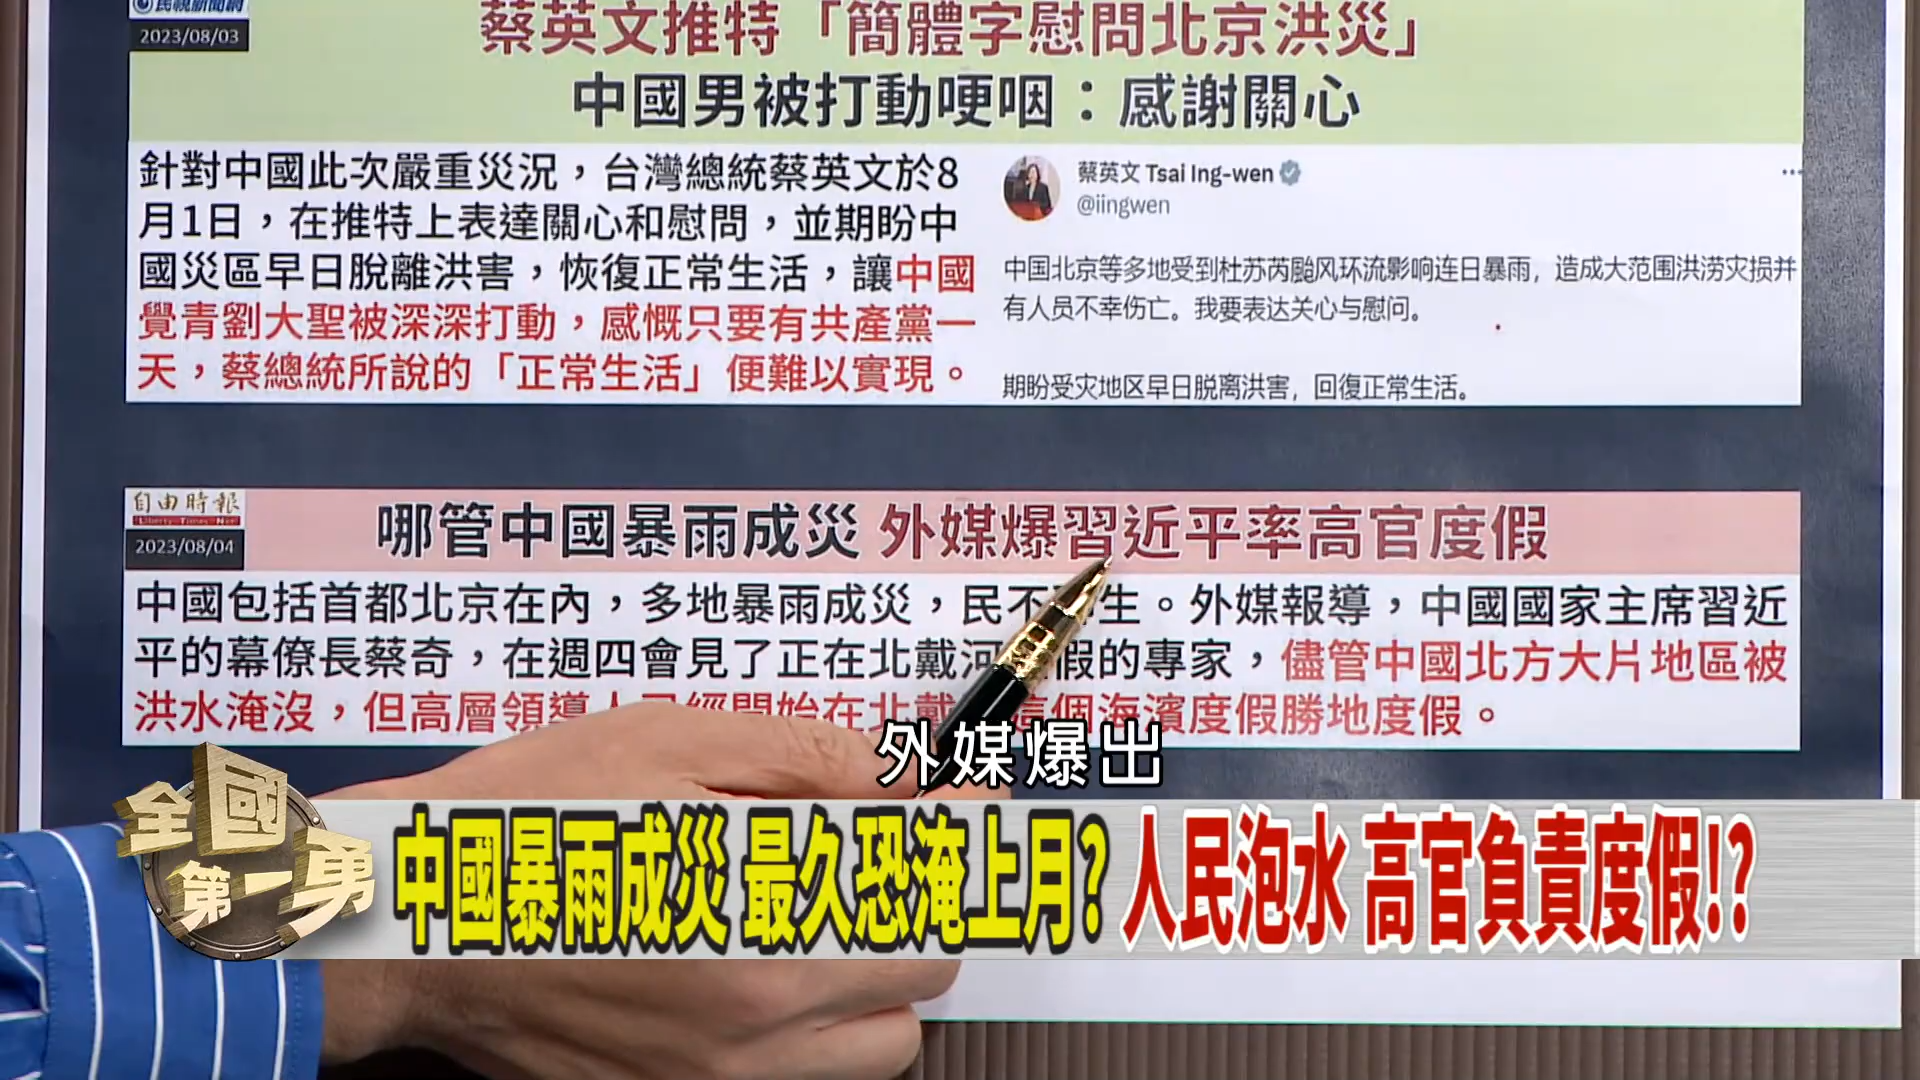 民視新聞網
2023/08/03
蔡英文推特「簡體字慰問北京洪災」
中國男被打動哽咽：感謝關心
針對中國此次嚴重災況，台灣總統蔡英文於8
月1日，在推特上表達關心和慰問，並期盼中
國災區早日脫離洪害，恢復正常生活，讓中國
覺青劉大聖被深深打動，感慨只要有共產黨一
天，蔡總統所說的「正常生活」便難以實現。
蔡英文 Tsai Ing-wen
@iingwen
中国北京等多地受到杜苏芮颱风环流影响连日暴雨，造成大范围洪涝灾损并
有人员不幸伤亡。我要表达关心与慰问。
期盼受灾地区早日脱离洪害，回復正常生活。
自由時報
Liberty Times Net
2023/08/04
哪管中國暴雨成災 外媒爆習近平率高官度假
中國包括首都北京在內，多地暴雨成災，民不 生。外媒報導，中國國家主席習近
平的幕僚長蔡奇，在週四會見了正在北戴河 假的專家，儘管中國北方大片地區被
洪水淹沒，但高層領導人已經開始在北戴 這個海濱度假勝地度假。
外媒爆出
全國第一勇
中國暴雨成災 最久恐淹上月? 人民泡水 高官負責度假!?